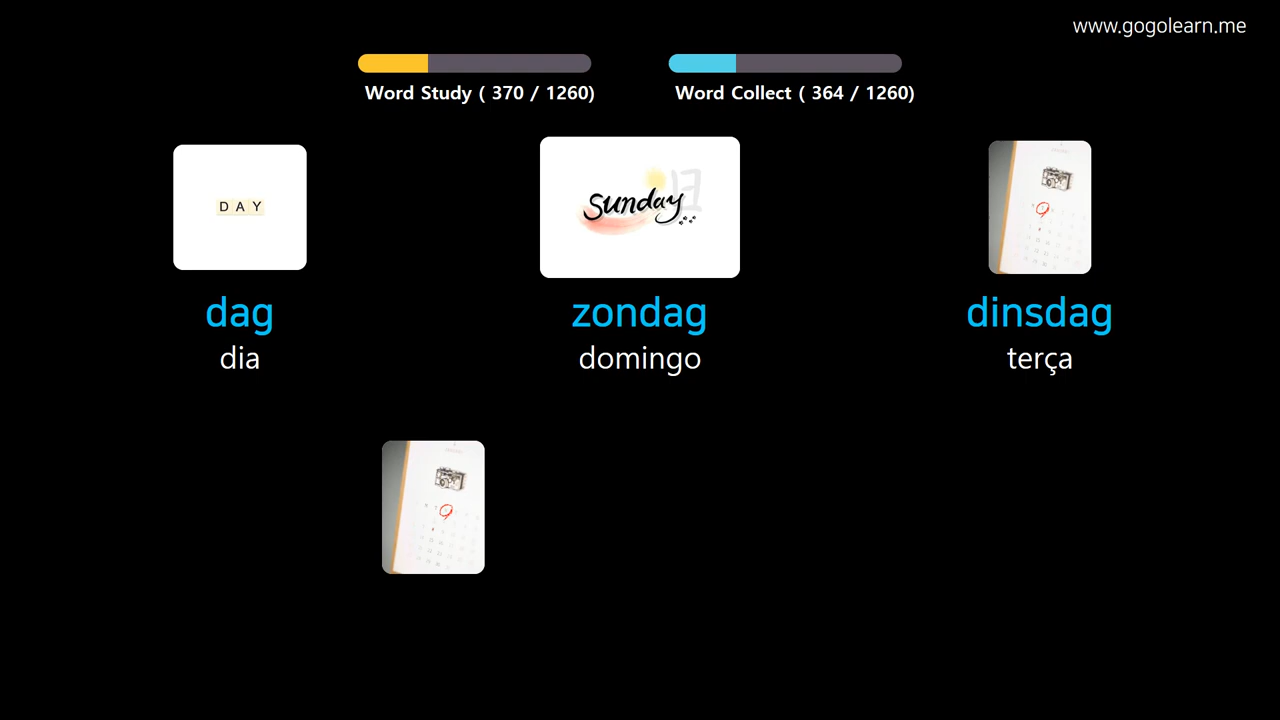 www.gogolearn.me
Word Study ( 370 / 1260)
Word Collect ( 364 / 1260)
DAY
Sunday
日
dag
zondag
dinsdag
dia
domingo
terça